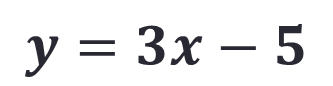 y = 3x − 5